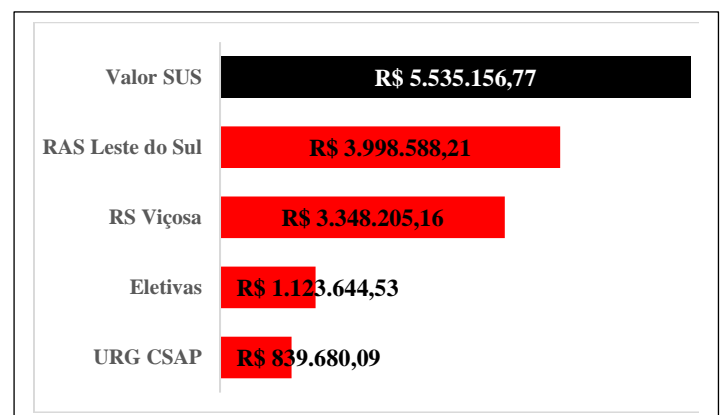 Valor SUS R$ 5.535.156,77
RAS Leste do Sul R$ 3.998.588,21
RS Viçosa R$ 3.348.205,16
Eletivas R$ 1.123.644,53
URG CSAP R$ 839.680,09